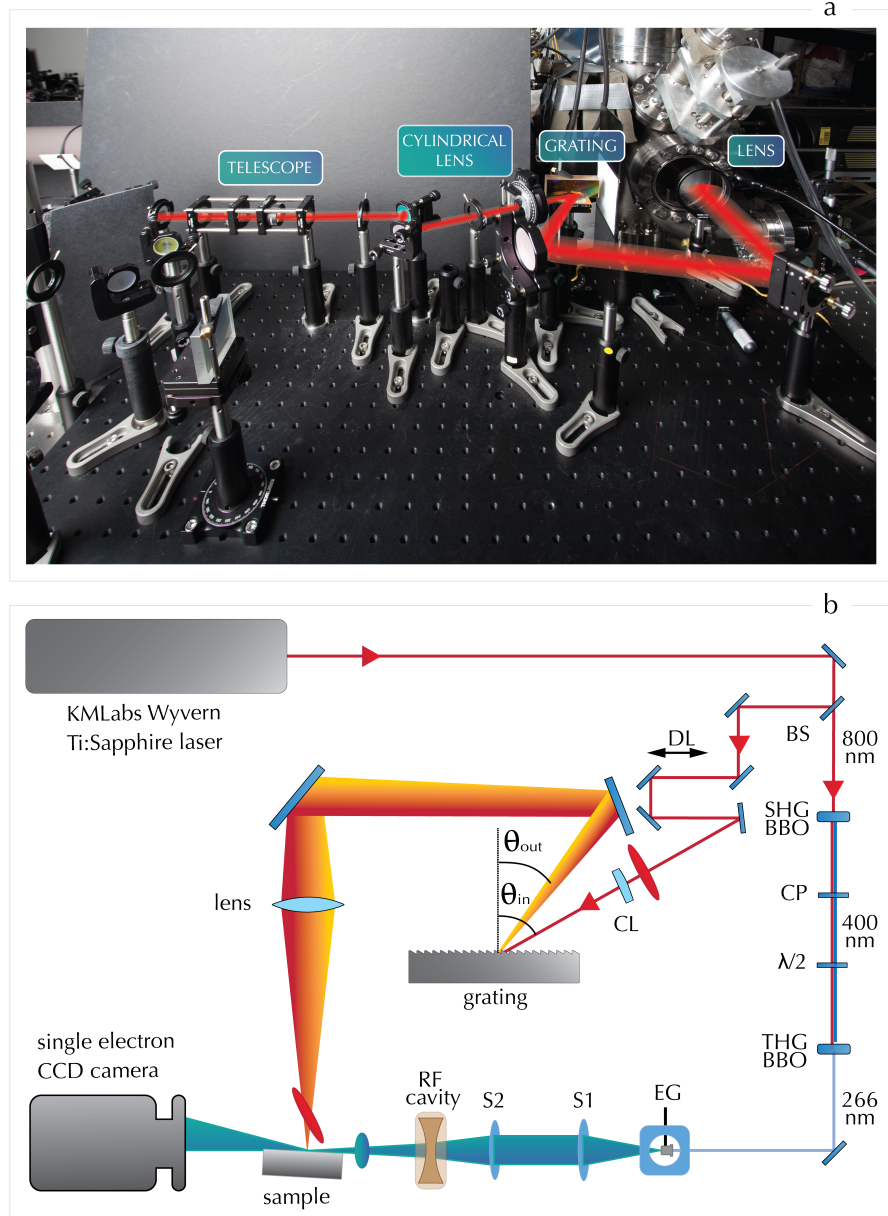 a
TELESCOPE
CYLINDRICAL
LENS
GRATING
LENS
b
KMLabs Wyvern
Ti:Sapphire laser
BS
DL
800
nm
SHG
BBO
θout
θin
lens
CL
CP
400
nm
λ/2
grating
THG
BBO
single electron
CCD camera
RF
cavity
S2
S1
EG
266
nm
sample